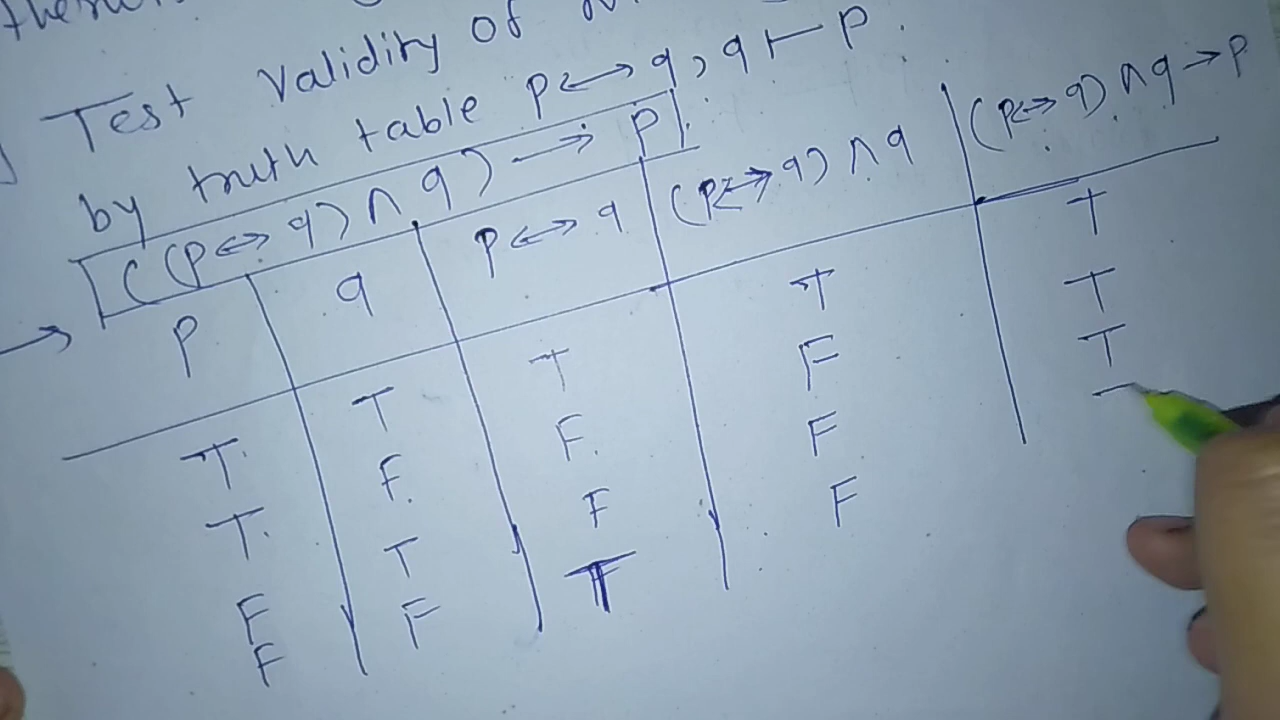 Test Validity of
by truth table p ↔ q, q ⊢ p.
((p ↔ q) ∧ q) → p
p q p ↔ q (p ↔ q) ∧ q (p ↔ q) ∧ q → p
T T T T T
T F F F T
F T F F T
F F T F